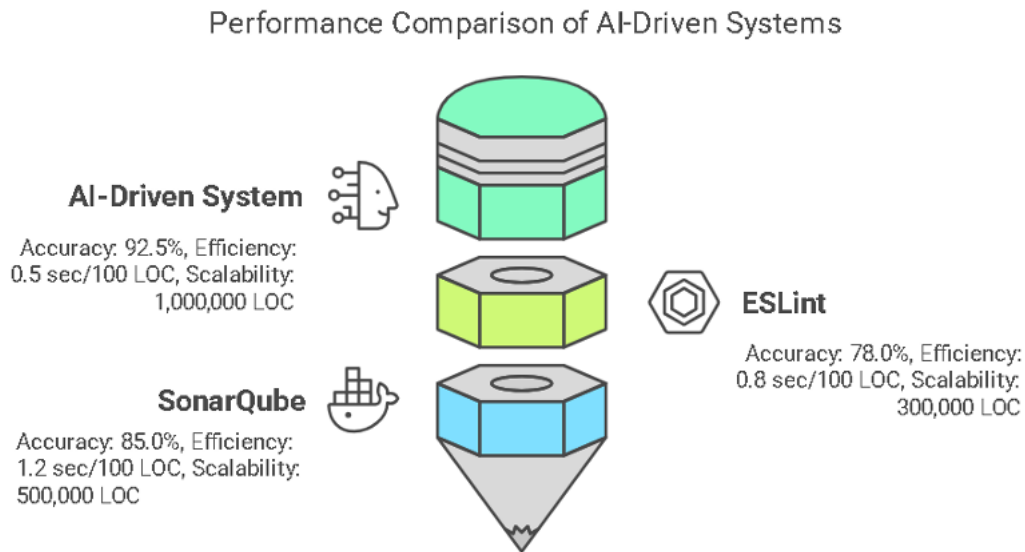 Performance Comparison of AI-Driven Systems
AI-Driven System
Accuracy: 92.5%, Efficiency:
0.5 sec/100 LOC, Scalability:
1,000,000 LOC
ESLint
Accuracy: 78.0%, Efficiency:
0.8 sec/100 LOC, Scalability:
300,000 LOC
SonarQube
Accuracy: 85.0%, Efficiency:
1.2 sec/100 LOC, Scalability:
500,000 LOC